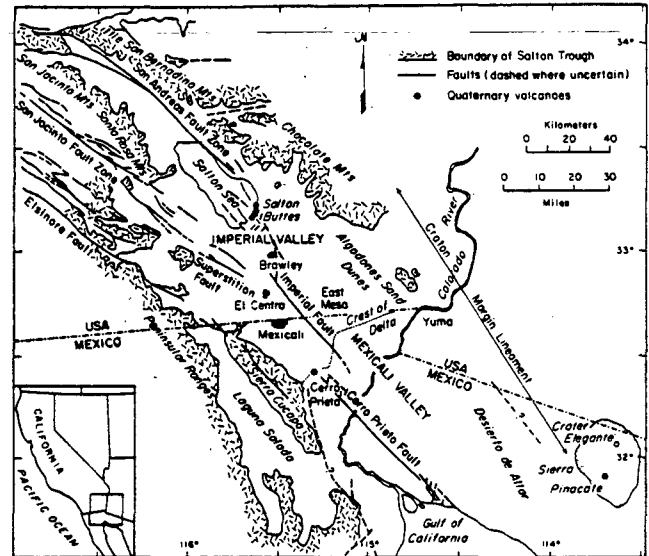 34°
Boundary of Salton Trough
Faults (dashed where uncertain)
Quaternary volcanoes
Kilometers
0 20 40
0 10 20 30
Miles
The San Bernadino Mts
San Andreas Fault Zone
San Jacinto Mts
Santa Rosa Mts
San Jacinto Fault Zone
Chocolate Mts
Salton Sea
Salton
Buttes
Elsinore Fault
IMPERIAL VALLEY
Brawley
Superstition
Fault
El Centro
Imperial Fault
East
Mesa
Algodones Sand
Dunes
Craton
Margin Lineament
Colorado
River
33°
USA
MEXICO
Mexicali
Crest of
Delta
Yuma
MEXICALI VALLEY
USA
MEXICO
Peninsular Ranges
Sierra Cucapa
Laguna Salada
Cerro
Prieto
Cerro Prieto Fault
Desierto de Altar
Crater
Elegante
32°
Sierra
Pinacate
Gulf of
California
CALIFORNIA
PACIFIC OCEAN
116°
115°
114°